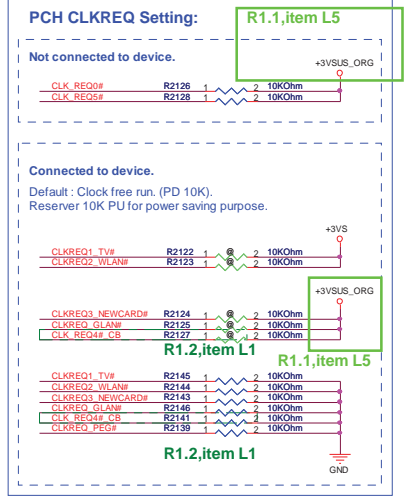 PCH CLKREQ Setting: R1.1,item L5
Not connected to device.
+3VSUS_ORG
CLK_REQ0# R2126 1 2 10KOhm
CLK_REQ5# R2128 1 2 10KOhm
Connected to device.
Default : Clock free run. (PD 10K).
Reserver 10K PU for power saving purpose.
+3VS
CLKREQ1_TV# R2122 1 @ 2 10KOhm
CLKREQ2_WLAN# R2123 1 @ 2 10KOhm
+3VSUS_ORG
CLKREQ3_NEWCARD# R2124 1 @ 2 10KOhm
CLKREQ_GLAN# R2125 1 @ 2 10KOhm
CLK_REQ4#_CB R2127 1 @ 2 10KOhm
R1.2,item L1
R1.1,item L5
CLKREQ1_TV# R2145 1 2 10KOhm
CLKREQ2_WLAN# R2144 1 2 10KOhm
CLKREQ3_NEWCARD# R2143 1 2 10KOhm
CLKREQ_GLAN# R2146 1 2 10KOhm
CLK_REQ4#_CB R2141 1 2 10KOhm
CLKREQ_PEG# R2139 1 2 10KOhm
R1.2,item L1
GND